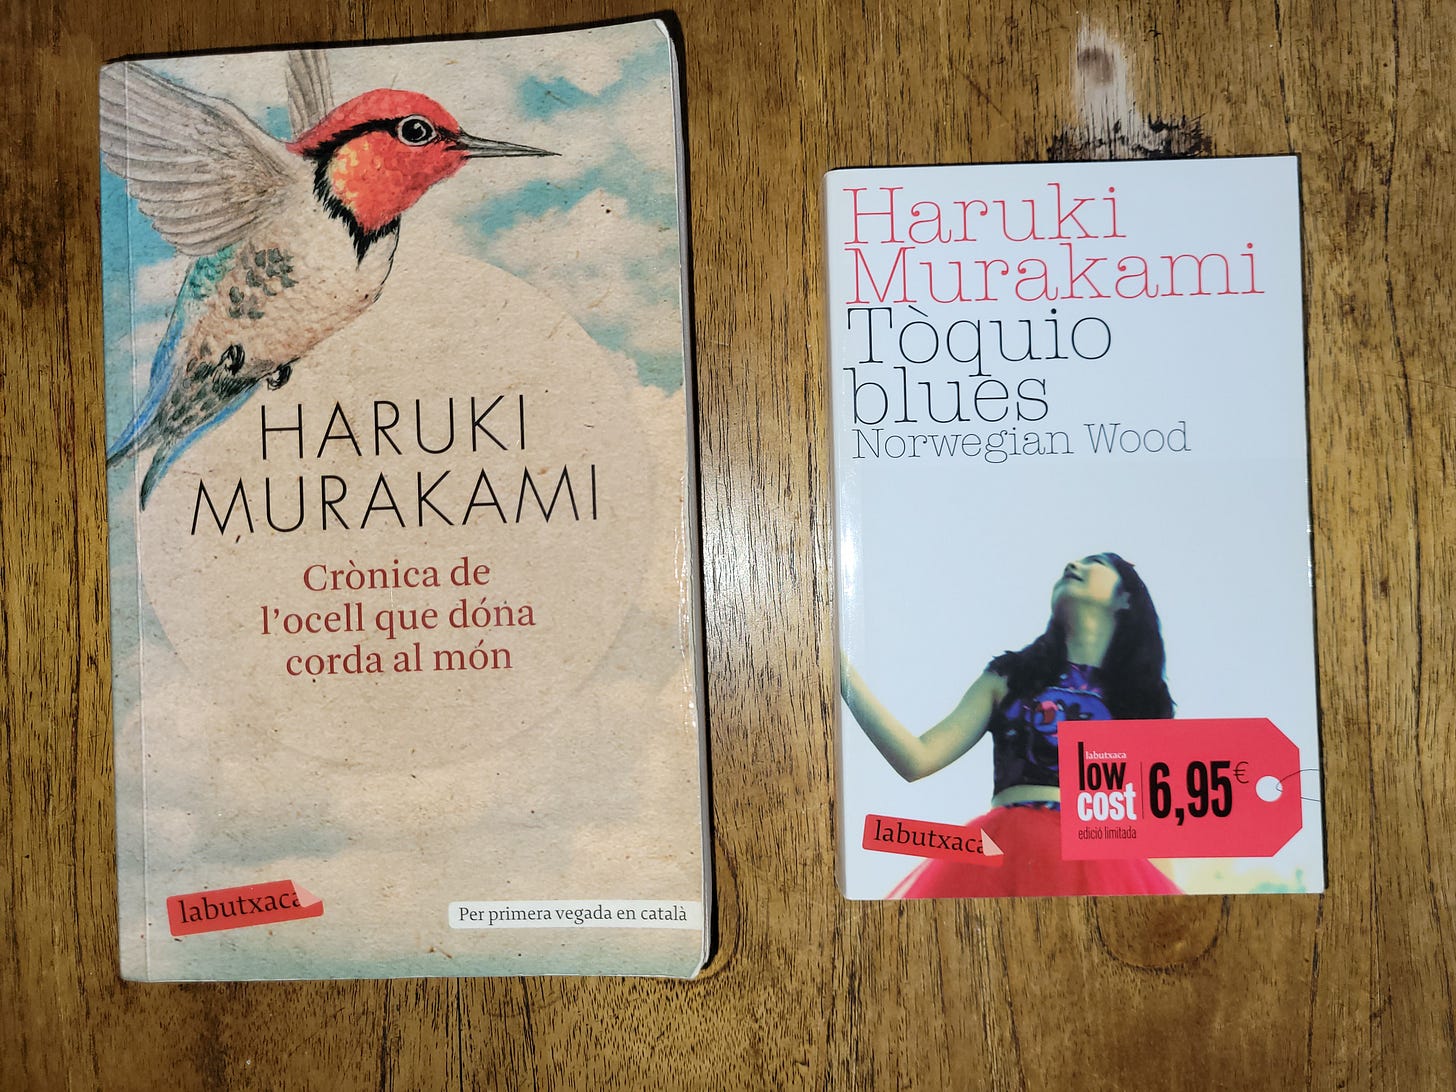 HARUKI
MURAKAMI
Crònica de
l'ocell que dóna
corda al món
labutxaca
Per primera vegada en català
Haruki
Murakami
Tòquio
blues
Norwegian Wood
labutxaca
labutxaca
low
cost
6,95€
edició limitada